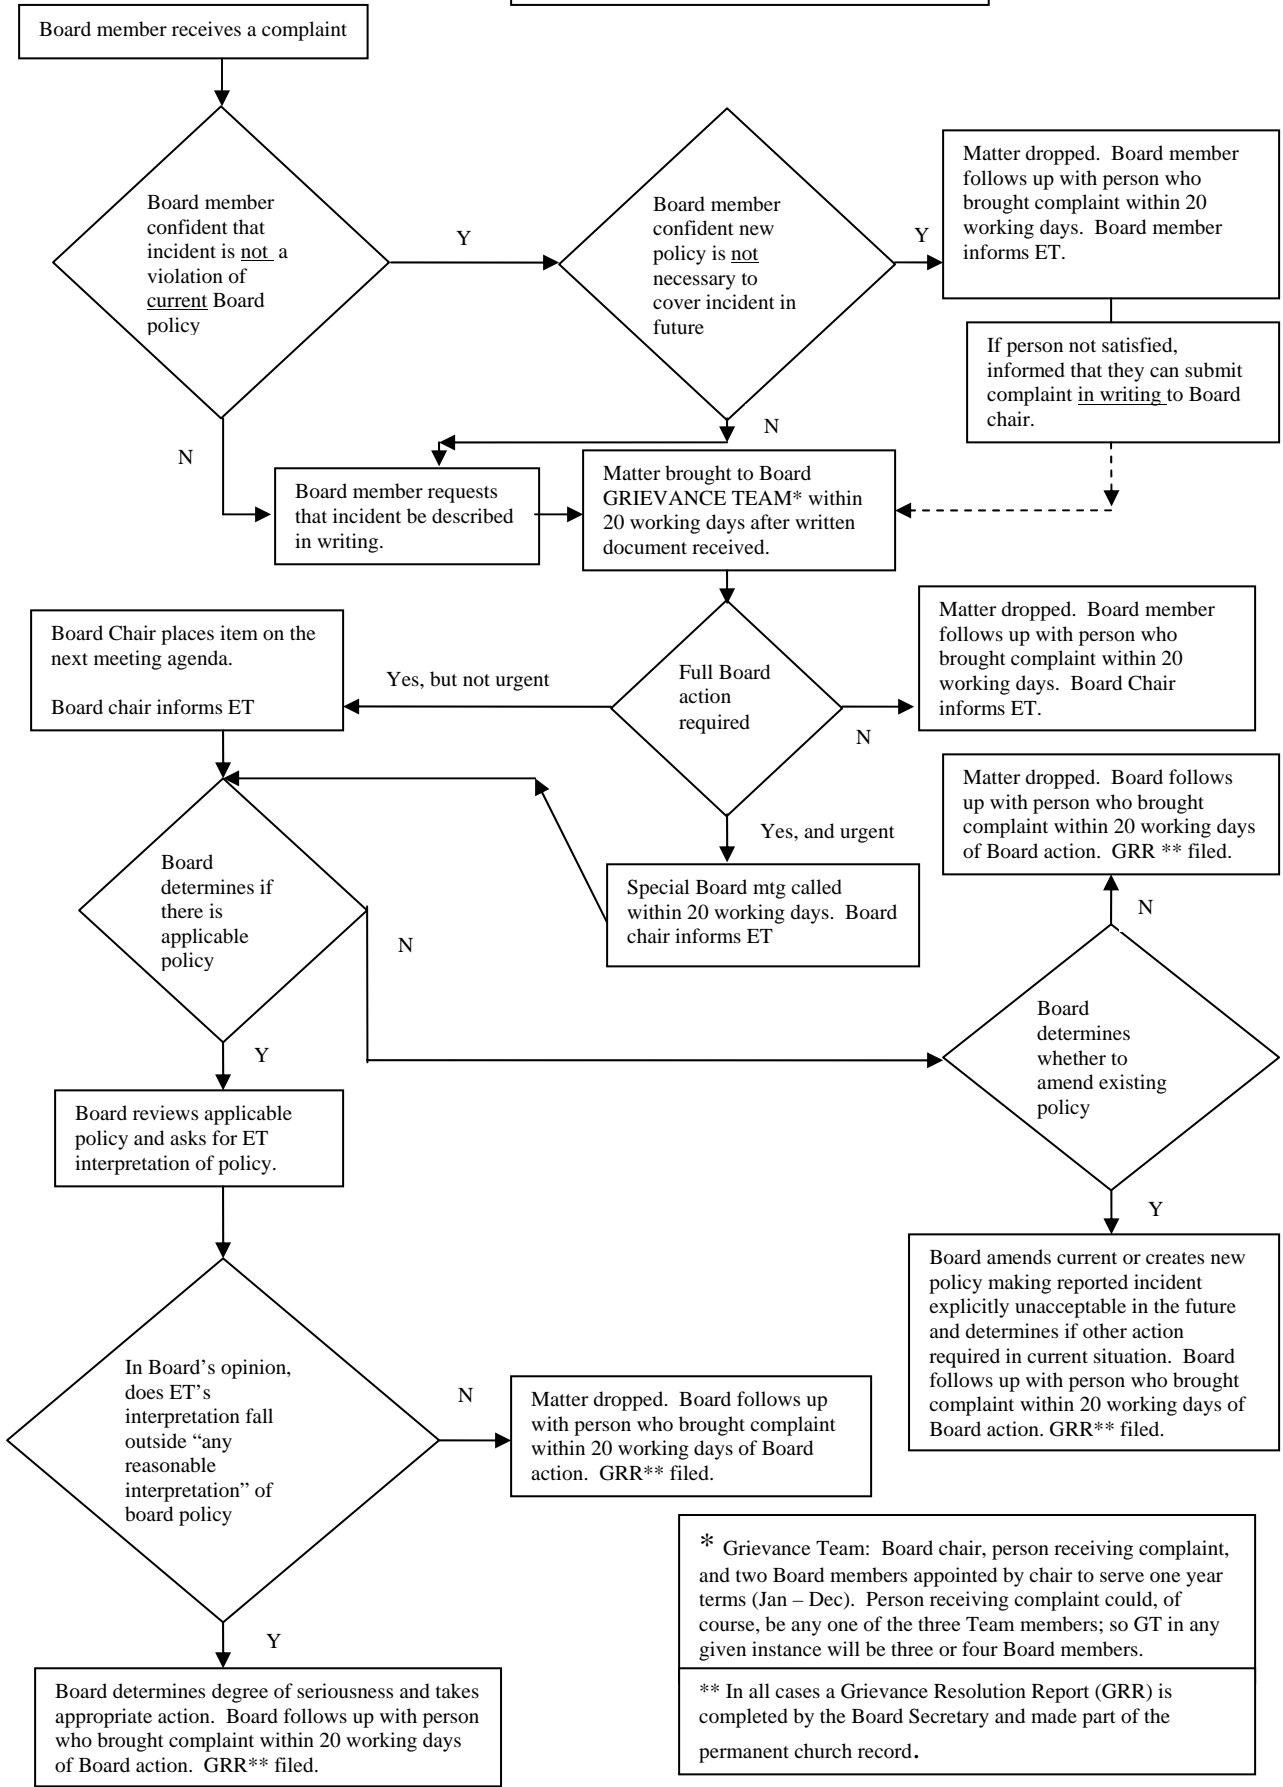 Board member receives a complaint
Board member
confident that
incident is not a
violation of
current Board
policy
Y
N
Board member
confident new
policy is not
necessary to
cover incident in
future
Y
N
Matter dropped. Board member
follows up with person who
brought complaint within 20
working days. Board member
informs ET.
If person not satisfied,
informed that they can submit
complaint in writing to Board
chair.
Board member requests
that incident be described
in writing.
Matter brought to Board
GRIEVANCE TEAM* within
20 working days after written
document received.
Full Board
action
required
Yes, but not urgent
N
Yes, and urgent
Board Chair places item on the
next meeting agenda.
Board chair informs ET
Matter dropped. Board member
follows up with person who
brought complaint within 20
working days. Board Chair
informs ET.
Special Board mtg called
within 20 working days. Board
chair informs ET
Board
determines if
there is
applicable
policy
N
Y
Matter dropped. Board follows
up with person who brought
complaint within 20 working days
of Board action. GRR ** filed.
N
Board
determines
whether to
amend existing
policy
Y
Board reviews applicable
policy and asks for ET
interpretation of policy.
Board amends current or creates new
policy making reported incident
explicitly unacceptable in the future
and determines if other action
required in current situation. Board
follows up with person who brought
complaint within 20 working days of
Board action. GRR** filed.
In Board’s opinion,
does ET’s
interpretation fall
outside “any
reasonable
interpretation” of
board policy
N
Matter dropped. Board follows up
with person who brought complaint
within 20 working days of Board
action. GRR** filed.
Y
Board determines degree of seriousness and takes
appropriate action. Board follows up with person
who brought complaint within 20 working days
of Board action. GRR** filed.
* Grievance Team: Board chair, person receiving complaint,
and two Board members appointed by chair to serve one year
terms (Jan – Dec). Person receiving complaint could, of
course, be any one of the three Team members; so GT in any
given instance will be three or four Board members.
** In all cases a Grievance Resolution Report (GRR) is
completed by the Board Secretary and made part of the
permanent church record.